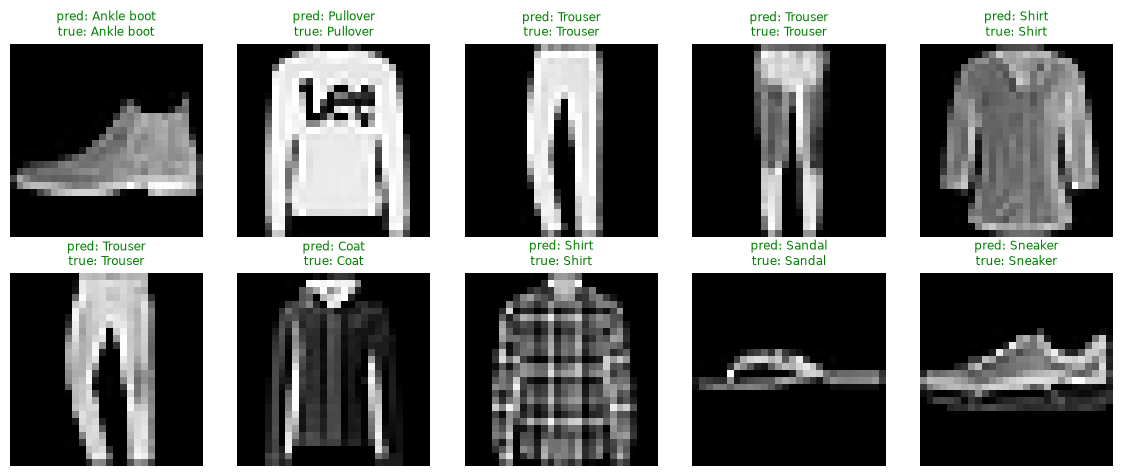 pred: Ankle boot
true: Ankle boot
pred: Pullover
true: Pullover
pred: Trouser
true: Trouser
pred: Trouser
true: Trouser
pred: Shirt
true: Shirt
Lee
pred: Trouser
true: Trouser
pred: Coat
true: Coat
pred: Shirt
true: Shirt
pred: Sandal
true: Sandal
pred: Sneaker
true: Sneaker